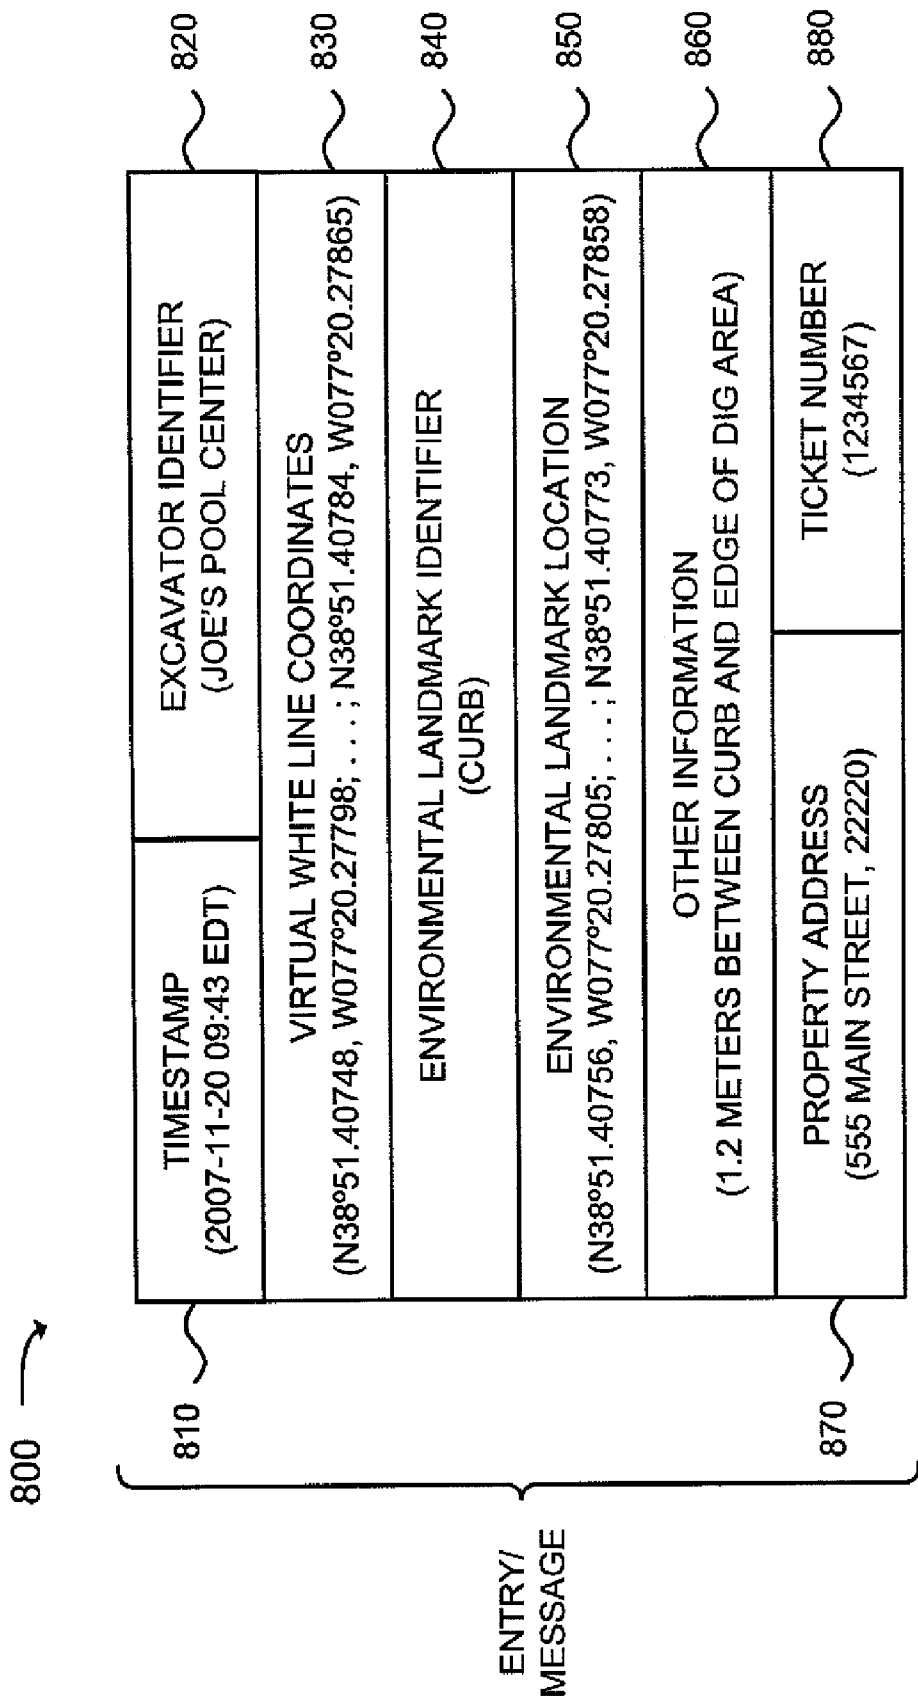 800
ENTRY/
MESSAGE
810
TIMESTAMP
(2007-11-20 09:43 EDT)
EXCAVATOR IDENTIFIER
(JOE'S POOL CENTER)
820
VIRTUAL WHITE LINE COORDINATES
(N38°51.40748, W077°20.27798; . . . ; N38°51.40784, W077°20.27865)
830
ENVIRONMENTAL LANDMARK IDENTIFIER
(CURB)
840
ENVIRONMENTAL LANDMARK LOCATION
(N38°51.40756, W077°20.27805; . . . ; N38°51.40773, W077°20.27858)
850
OTHER INFORMATION
(1.2 METERS BETWEEN CURB AND EDGE OF DIG AREA)
860
870
PROPERTY ADDRESS
(555 MAIN STREET, 22220)
TICKET NUMBER
(1234567)
880